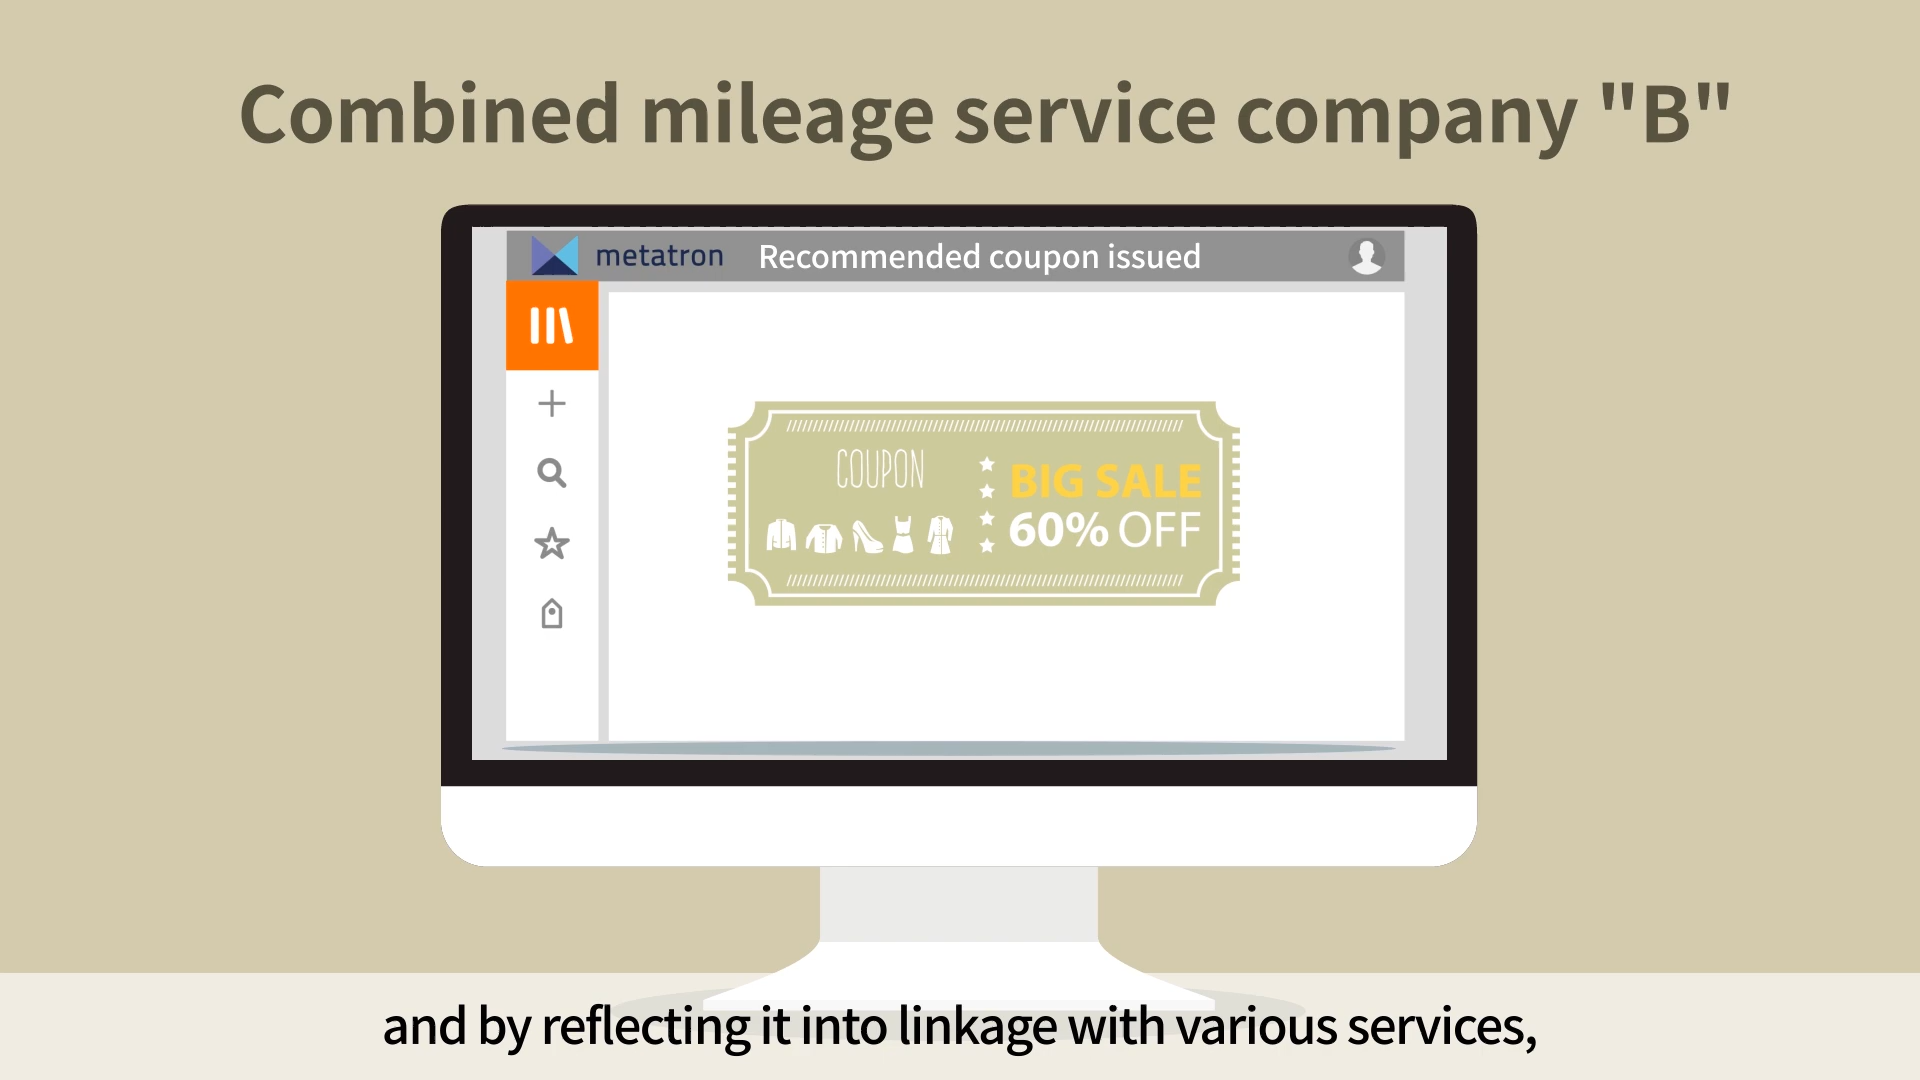 Combined mileage service company "B"
metatron
Recommended coupon issued
COUPON
BIG SALE
60% OFF
and by reflecting it into linkage with various services,